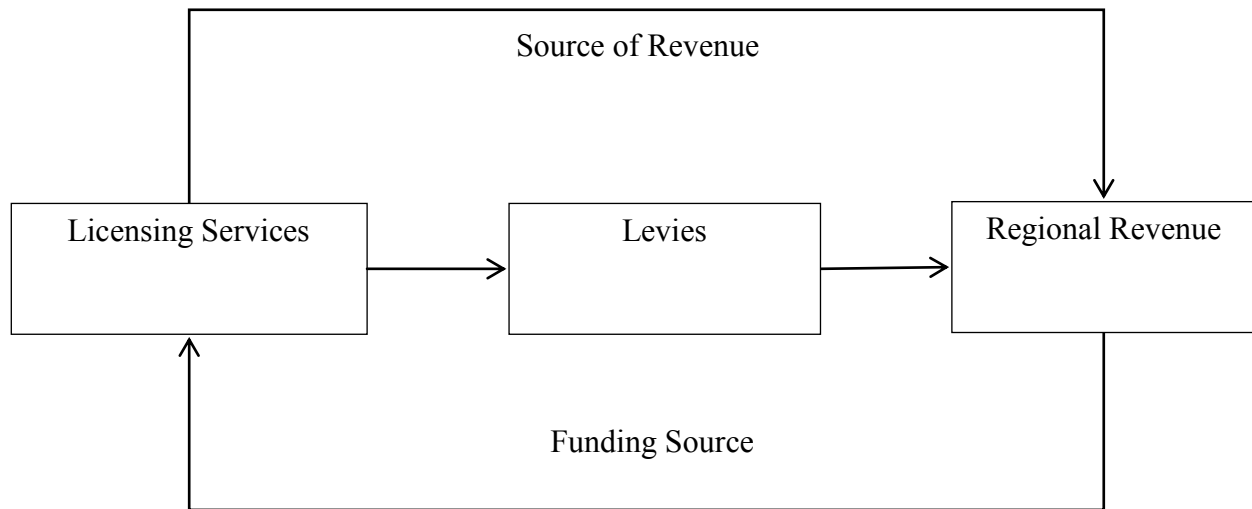 Source of Revenue
Licensing Services
Levies
Regional Revenue
Funding Source